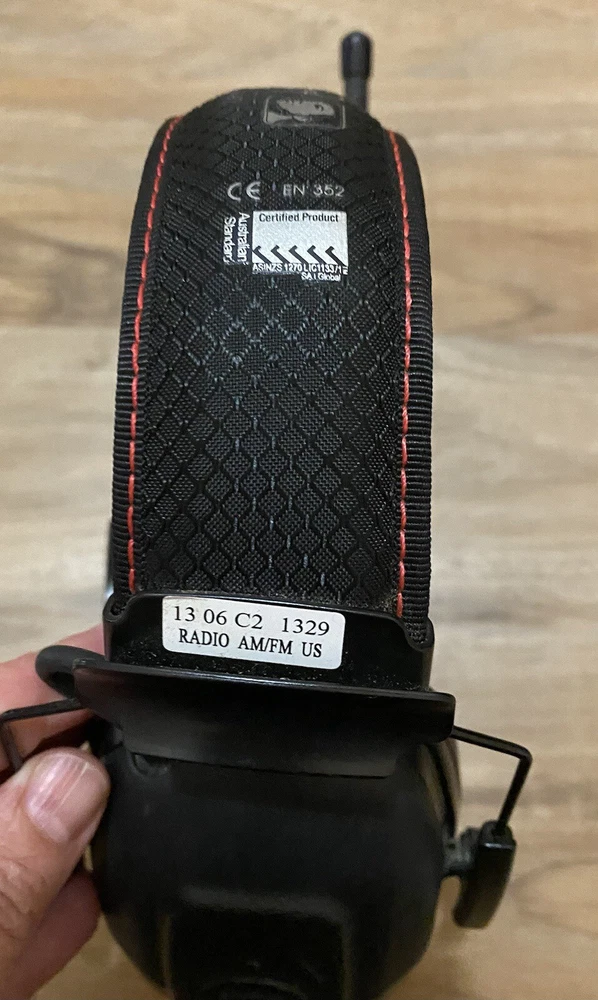 CE EN 352
Australian Standard
Certified Product
AS/NZS 1270 LIC1133/1
SAI Global
13 06 C2 1329
RADIO AM/FM US